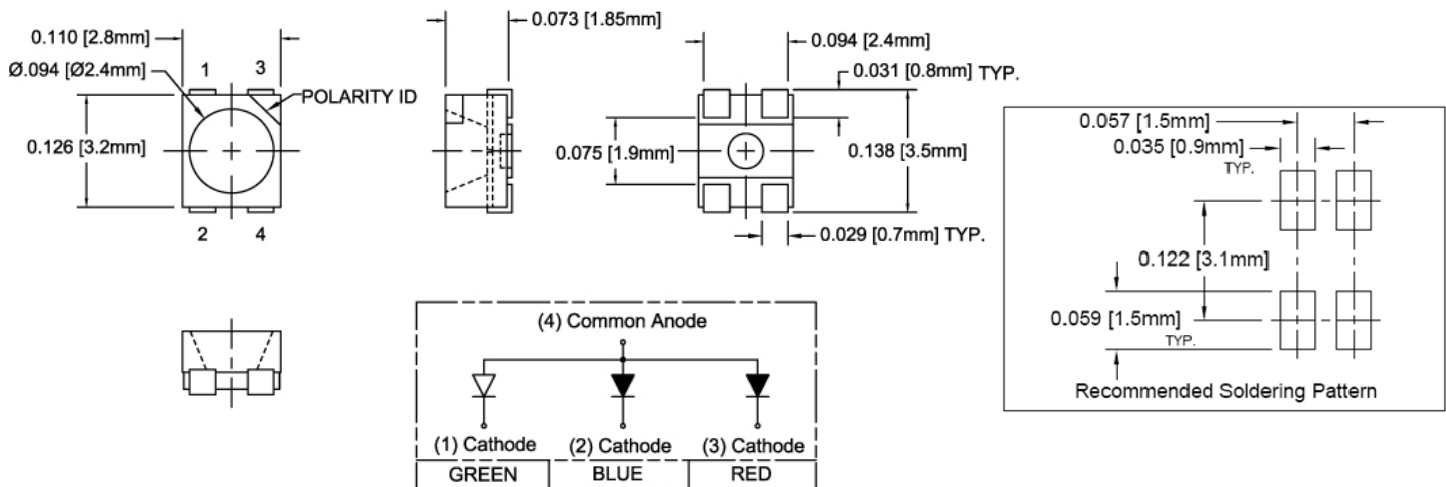 0.110 [2.8mm]
Ø.094 [Ø2.4mm]
1 3
POLARITY ID
0.126 [3.2mm]
2 4
0.073 [1.85mm]
0.094 [2.4mm]
0.031 [0.8mm] TYP.
0.075 [1.9mm]
0.138 [3.5mm]
0.029 [0.7mm] TYP.
0.057 [1.5mm]
0.035 [0.9mm]
TYP.
0.122 [3.1mm]
0.059 [1.5mm]
TYP.
Recommended Soldering Pattern
(4) Common Anode
(1) Cathode (2) Cathode (3) Cathode
GREEN BLUE RED